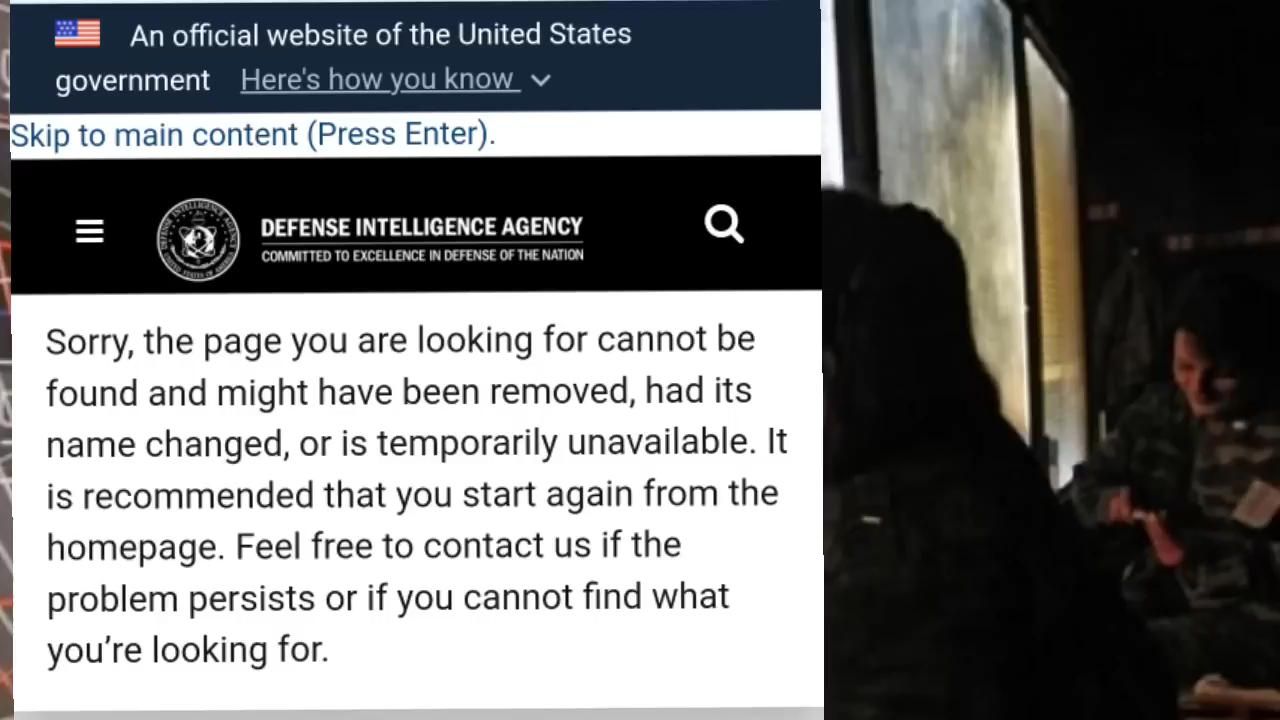 An official website of the United States
government Here's how you know
Skip to main content (Press Enter).
DEFENSE INTELLIGENCE AGENCY
COMMITTED TO EXCELLENCE IN DEFENSE OF THE NATION
Sorry, the page you are looking for cannot be
found and might have been removed, had its
name changed, or is temporarily unavailable. It
is recommended that you start again from the
homepage. Feel free to contact us if the
problem persists or if you cannot find what
you’re looking for.